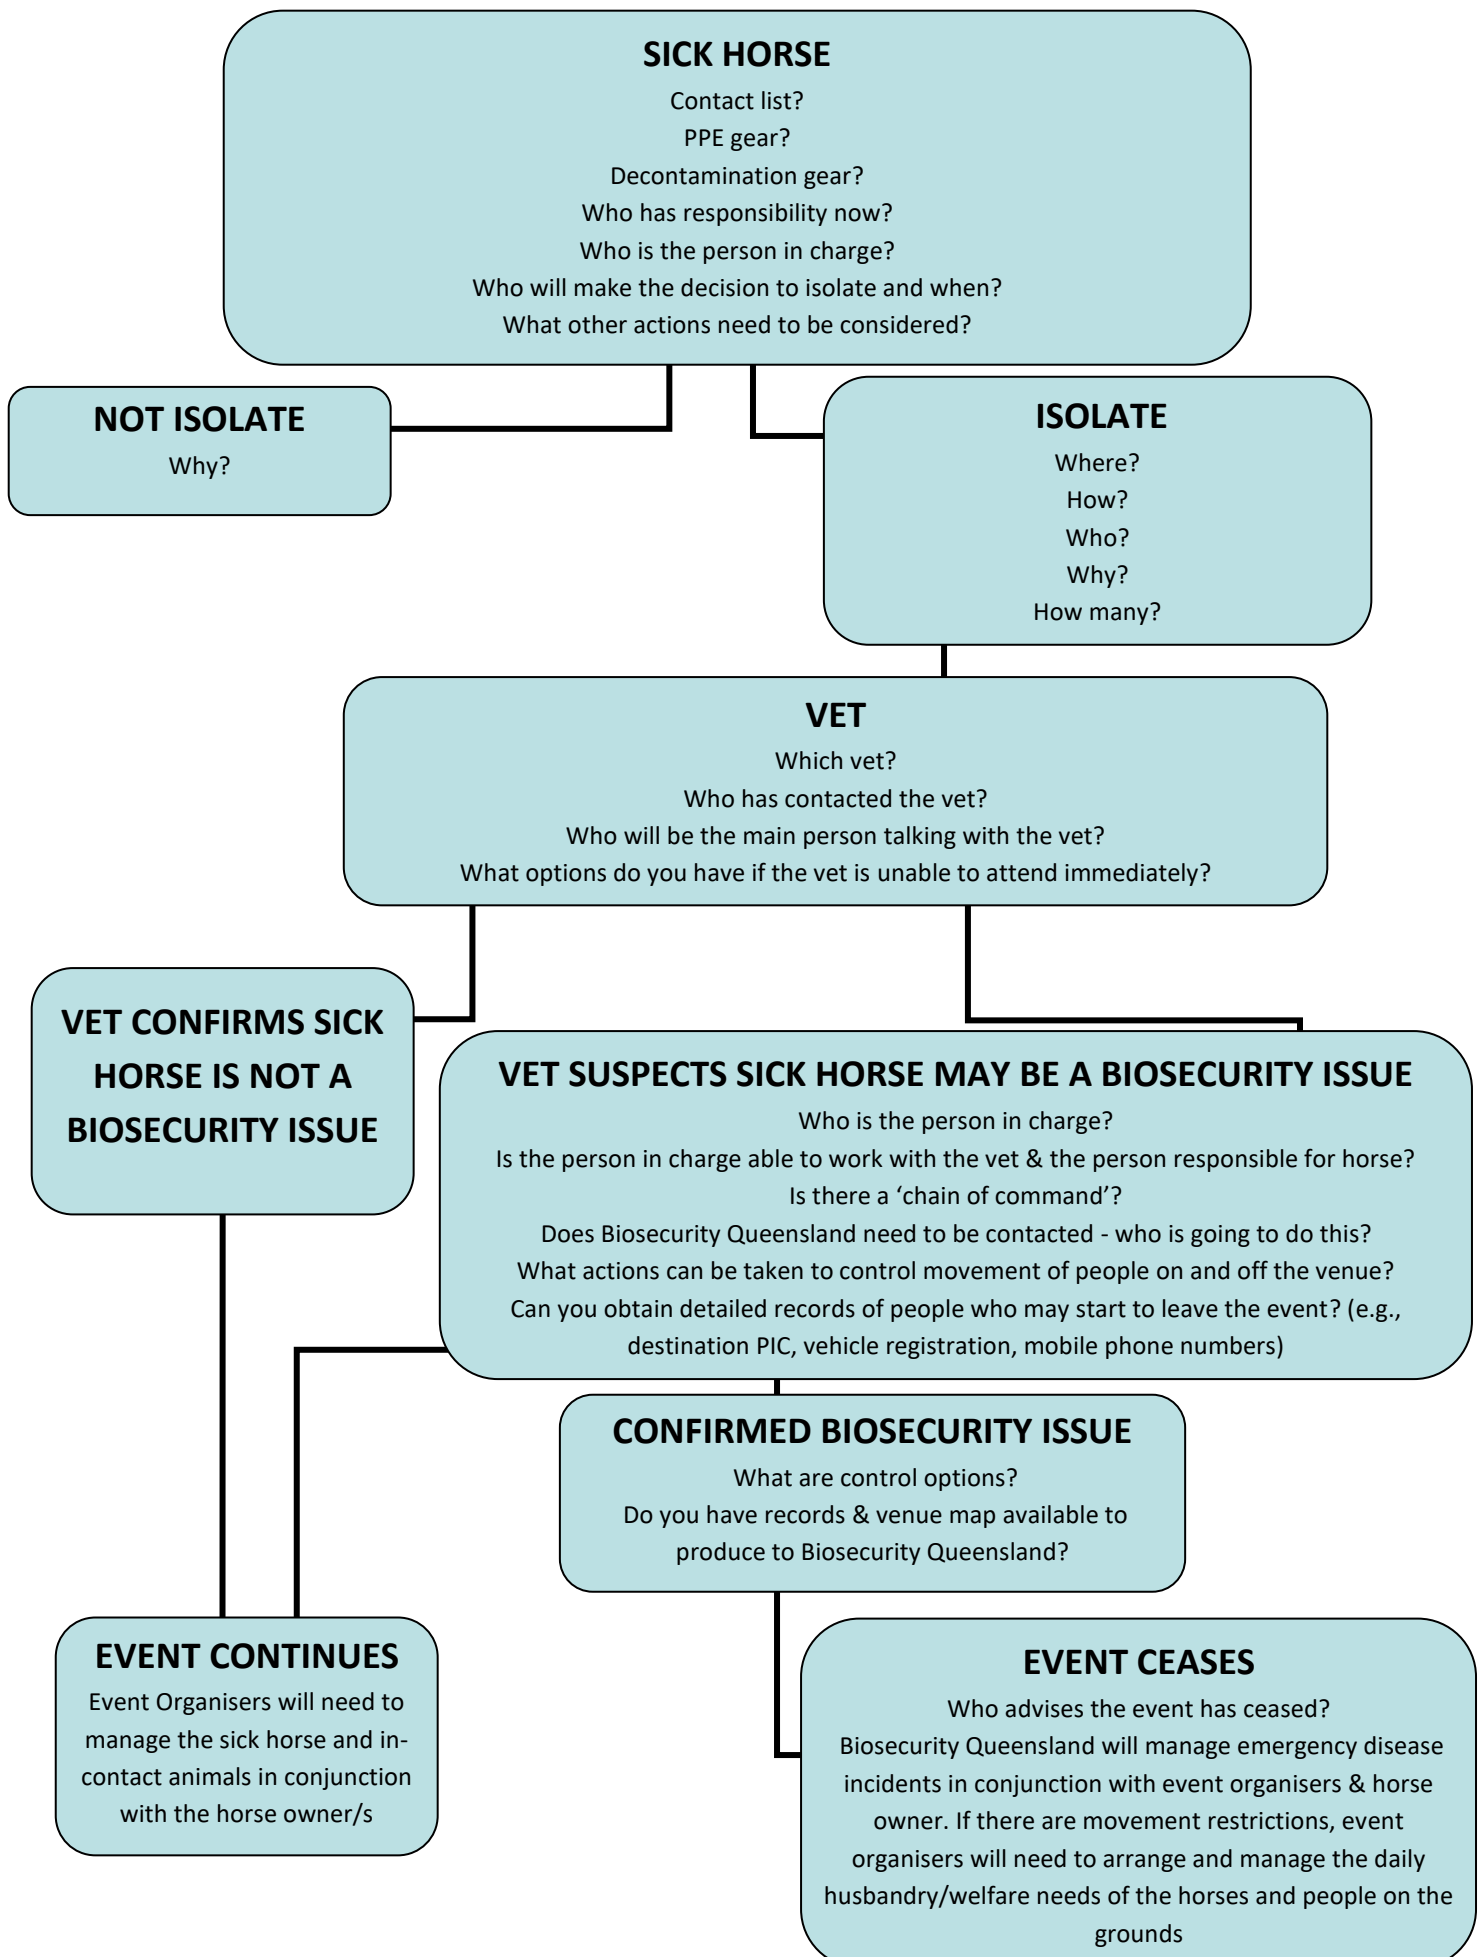 SICK HORSE
Contact list?
PPE gear?
Decontamination gear?
Who has responsibility now?
Who is the person in charge?
Who will make the decision to isolate and when?
What other actions need to be considered?
NOT ISOLATE
Why?
ISOLATE
Where?
How?
Who?
Why?
How many?
VET
Which vet?
Who has contacted the vet?
Who will be the main person talking with the vet?
What options do you have if the vet is unable to attend immediately?
VET CONFIRMS SICK
HORSE IS NOT A
BIOSECURITY ISSUE
VET SUSPECTS SICK HORSE MAY BE A BIOSECURITY ISSUE
Who is the person in charge?
Is the person in charge able to work with the vet & the person responsible for horse?
Is there a ‘chain of command’?
Does Biosecurity Queensland need to be contacted - who is going to do this?
What actions can be taken to control movement of people on and off the venue?
Can you obtain detailed records of people who may start to leave the event? (e.g.,
destination PIC, vehicle registration, mobile phone numbers)
CONFIRMED BIOSECURITY ISSUE
What are control options?
Do you have records & venue map available to
produce to Biosecurity Queensland?
EVENT CONTINUES
Event Organisers will need to
manage the sick horse and in-
contact animals in conjunction
with the horse owner/s
EVENT CEASES
Who advises the event has ceased?
Biosecurity Queensland will manage emergency disease
incidents in conjunction with event organisers & horse
owner. If there are movement restrictions, event
organisers will need to arrange and manage the daily
husbandry/welfare needs of the horses and people on the
grounds